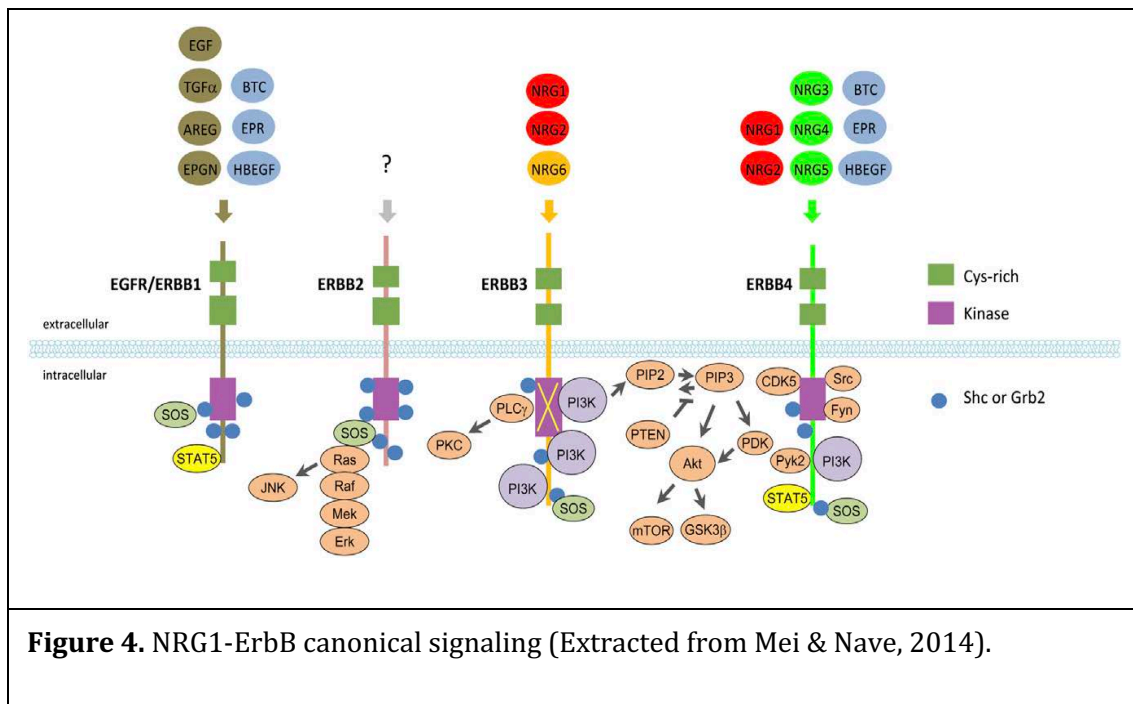 EGF
TGFα BTC
AREG EPR
EPGN HBEGF
?
NRG1
NRG2
NRG6
NRG3 BTC
NRG1 NRG4 EPR
NRG2 NRG5 HBEGF
EGFR/ERBB1
ERBB2
ERBB3
ERBB4
Cys-rich
Kinase
extracellular
intracellular
Shc or Grb2
SOS
STAT5
SOS
Ras
JNK
Raf
Mek
Erk
PLCγ
PKC
PI3K
PI3K
PI3K
SOS
PIP2
PIP3
PTEN
PDK
Akt
mTOR
GSK3β
CDK5
Src
Fyn
Pyk2
PI3K
STAT5
SOS
Figure 4. NRG1-ErbB canonical signaling (Extracted from Mei & Nave, 2014).